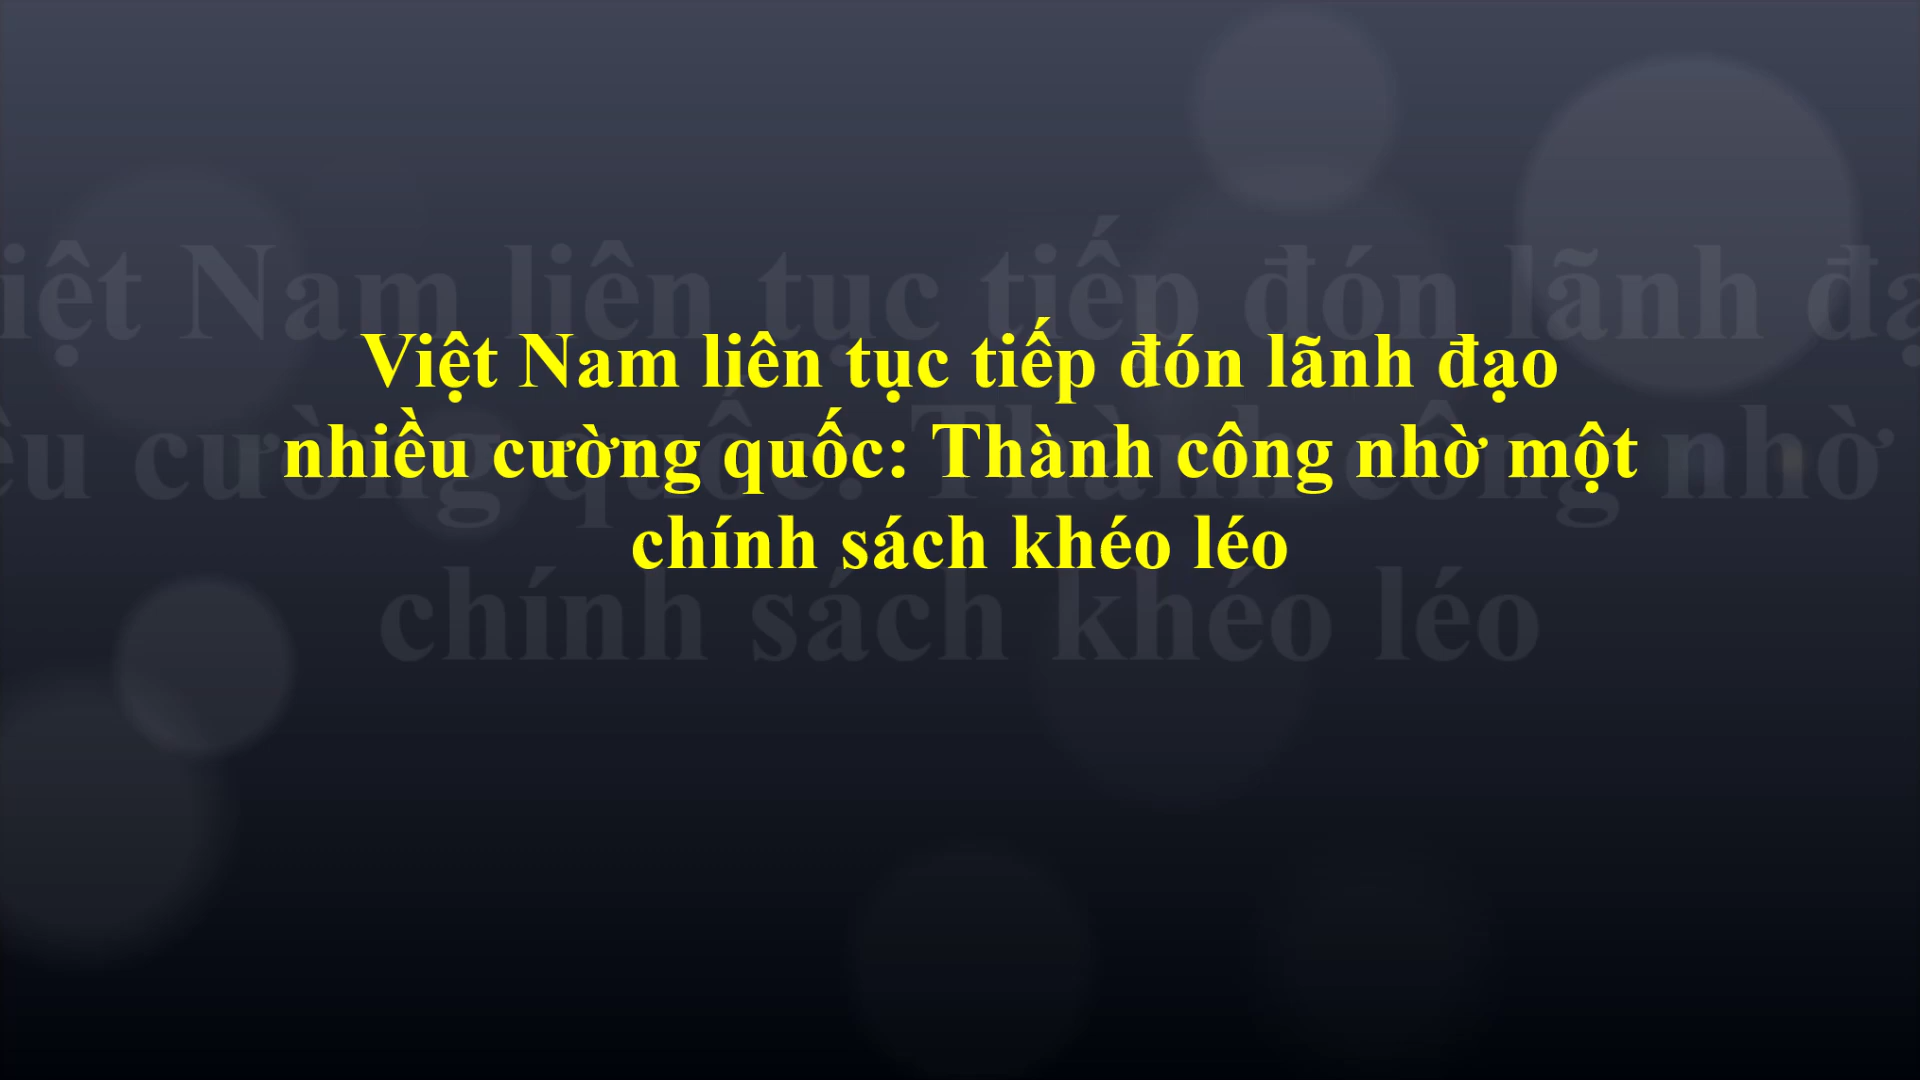 Việt Nam liên tục tiếp đón lãnh đạo
nhiều cường quốc: Thành công nhờ một
chính sách khéo léo